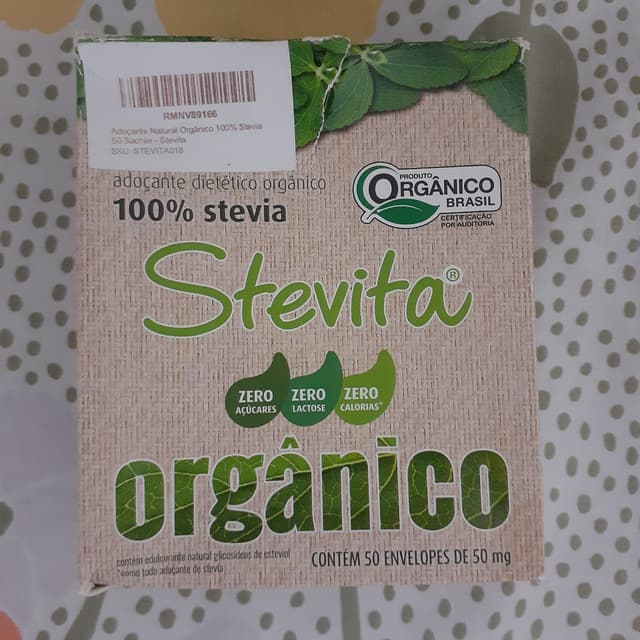 RMNV89166
Adoçante Natural Orgânico 100% Stevia
50 Sachês - Stevita
SKU: STEVITA018
adoçante dietético orgânico
100% stevia
PRODUTO
ORGÂNICO
BRASIL
CERTIFICAÇÃO
POR AUDITORIA
Stevita®
ZERO
AÇÚCARES
ZERO
LACTOSE
ZERO
CALORIAS*
orgânico
contém edulcorante natural glicosídeos de esteviol
*como todo adoçante de stevia
CONTÉM 50 ENVELOPES DE 50 mg